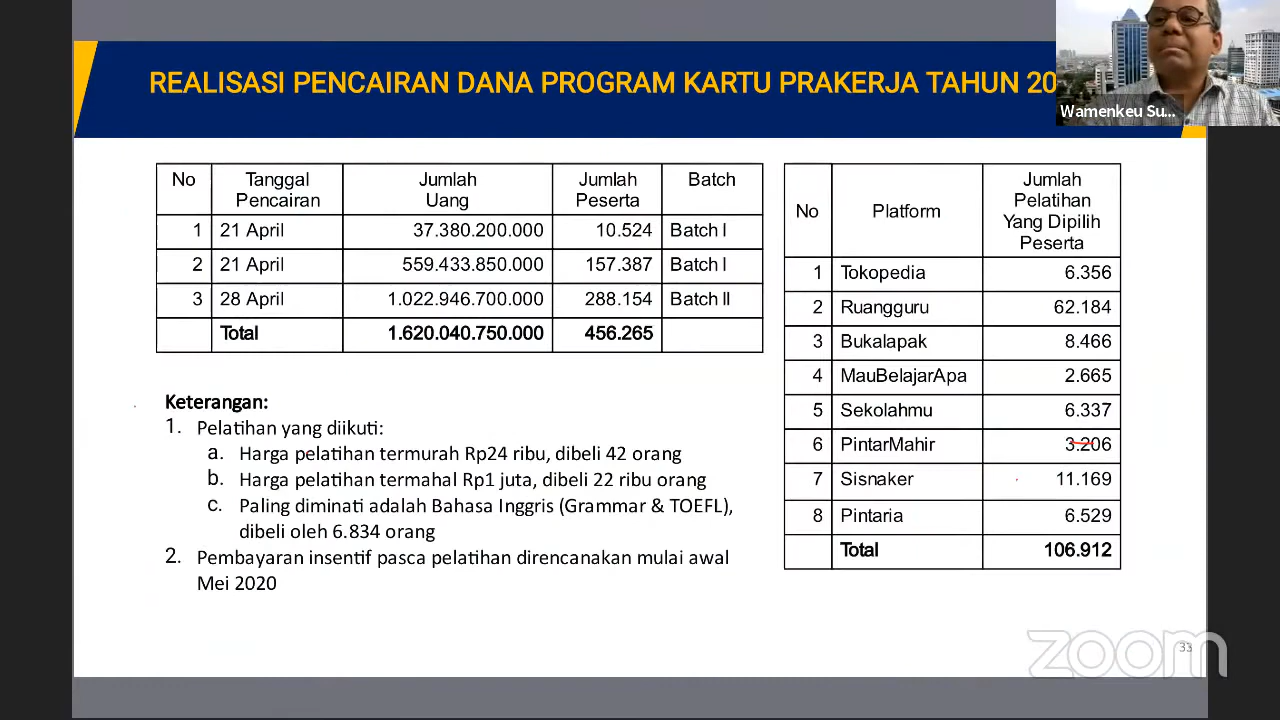 REALISASI PENCAIRAN DANA PROGRAM KARTU PRAKERJA TAHUN 20
Wamenkeu Su...
No Tanggal Pencairan Jumlah Uang Jumlah Peserta Batch
1 21 April 37.380.200.000 10.524 Batch I
2 21 April 559.433.850.000 157.387 Batch I
3 28 April 1.022.946.700.000 288.154 Batch II
Total 1.620.040.750.000 456.265
Keterangan:
1. Pelatihan yang diikuti:
a. Harga pelatihan termurah Rp24 ribu, dibeli 42 orang
b. Harga pelatihan termahal Rp1 juta, dibeli 22 ribu orang
c. Paling diminati adalah Bahasa Inggris (Grammar & TOEFL),
dibeli oleh 6.834 orang
2. Pembayaran insentif pasca pelatihan direncanakan mulai awal
Mei 2020
No Platform Jumlah Pelatihan Yang Dipilih Peserta
1 Tokopedia 6.356
2 Ruangguru 62.184
3 Bukalapak 8.466
4 MauBelajarApa 2.665
5 Sekolahmu 6.337
6 PintarMahir 3.206
7 Sisnaker 11.169
8 Pintaria 6.529
Total 106.912
33
zoom